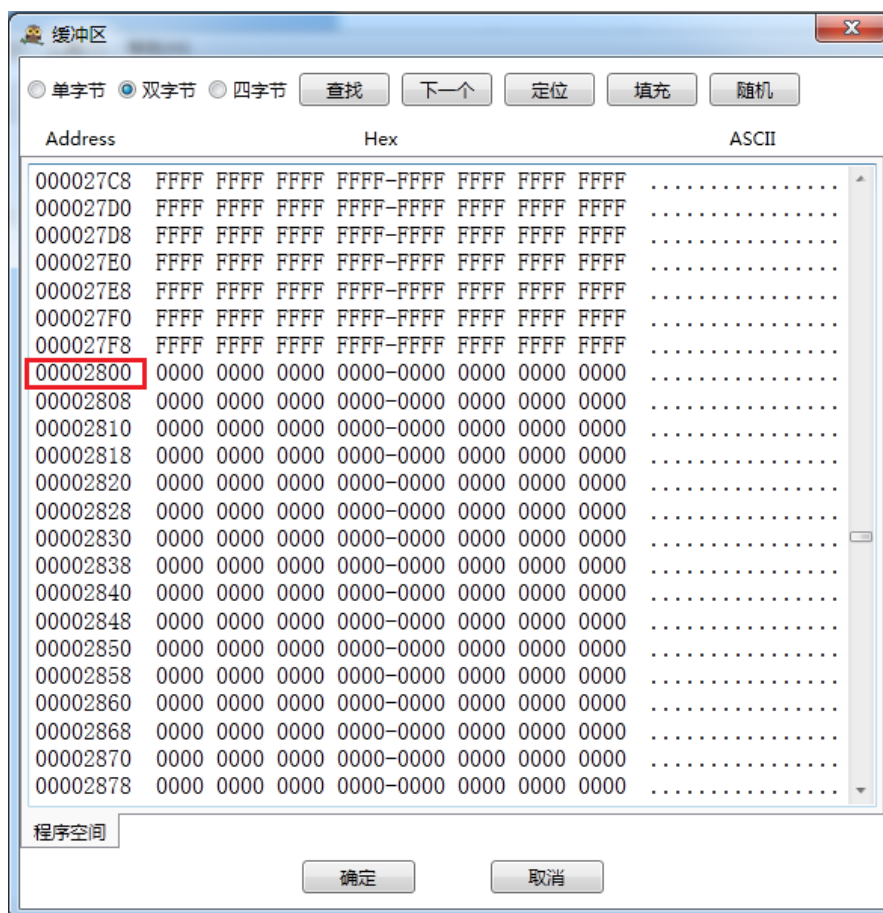 缓冲区
单字节 双字节 四字节 查找 下一个 定位 填充 随机
Address Hex ASCII
000027C8 FFFF FFFF FFFF FFFF-FFFF FFFF FFFF FFFF ................
000027D0 FFFF FFFF FFFF FFFF-FFFF FFFF FFFF FFFF ................
000027D8 FFFF FFFF FFFF FFFF-FFFF FFFF FFFF FFFF ................
000027E0 FFFF FFFF FFFF FFFF-FFFF FFFF FFFF FFFF ................
000027E8 FFFF FFFF FFFF FFFF-FFFF FFFF FFFF FFFF ................
000027F0 FFFF FFFF FFFF FFFF-FFFF FFFF FFFF FFFF ................
000027F8 FFFF FFFF FFFF FFFF-FFFF FFFF FFFF FFFF ................
00002800 0000 0000 0000 0000-0000 0000 0000 0000 ................
00002808 0000 0000 0000 0000-0000 0000 0000 0000 ................
00002810 0000 0000 0000 0000-0000 0000 0000 0000 ................
00002818 0000 0000 0000 0000-0000 0000 0000 0000 ................
00002820 0000 0000 0000 0000-0000 0000 0000 0000 ................
00002828 0000 0000 0000 0000-0000 0000 0000 0000 ................
00002830 0000 0000 0000 0000-0000 0000 0000 0000 ................
00002838 0000 0000 0000 0000-0000 0000 0000 0000 ................
00002840 0000 0000 0000 0000-0000 0000 0000 0000 ................
00002848 0000 0000 0000 0000-0000 0000 0000 0000 ................
00002850 0000 0000 0000 0000-0000 0000 0000 0000 ................
00002858 0000 0000 0000 0000-0000 0000 0000 0000 ................
00002860 0000 0000 0000 0000-0000 0000 0000 0000 ................
00002868 0000 0000 0000 0000-0000 0000 0000 0000 ................
00002870 0000 0000 0000 0000-0000 0000 0000 0000 ................
00002878 0000 0000 0000 0000-0000 0000 0000 0000 ................
程序空间
确定 取消